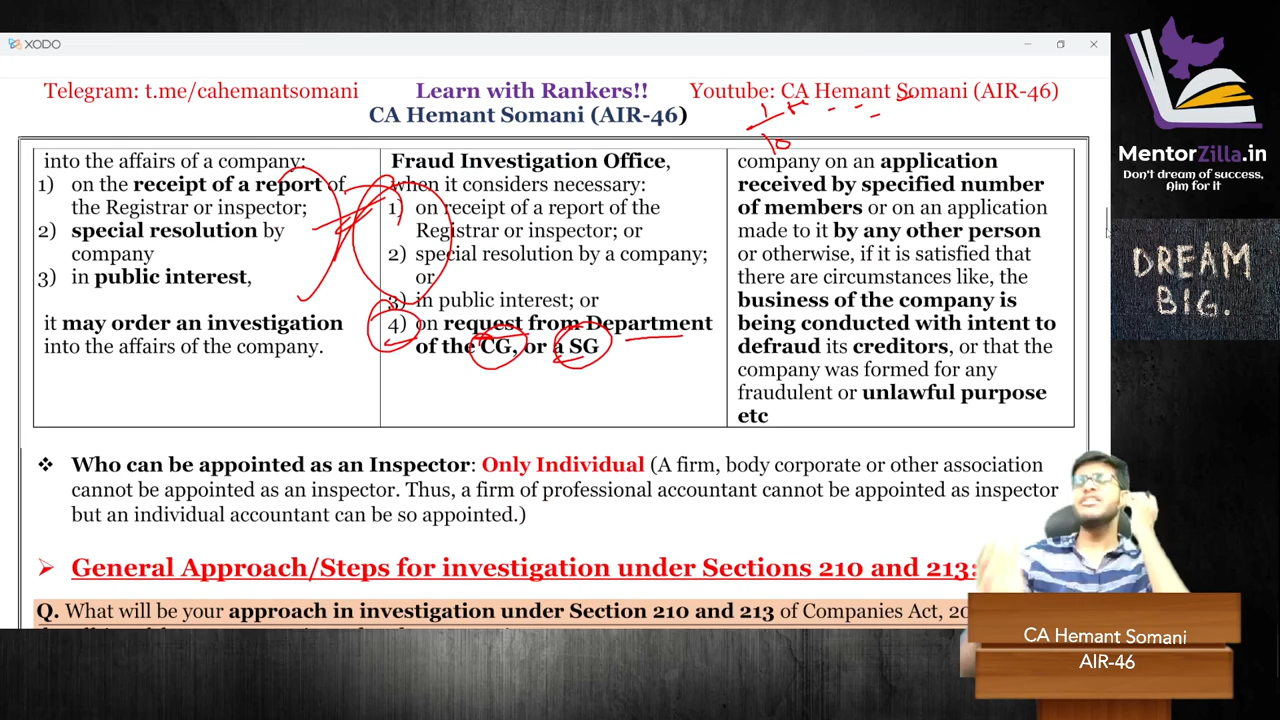 XODO
Telegram: t.me/cahemantsomani Learn with Rankers!! Youtube: CA Hemant Somani (AIR-46)
CA Hemant Somani (AIR-46)
1/10
into the affairs of a company:
1) on the receipt of a report of
the Registrar or inspector;
2) special resolution by
company
3) in public interest,
it may order an investigation
into the affairs of the company.
Fraud Investigation Office,
when it considers necessary:
1) on receipt of a report of the
Registrar or inspector; or
2) special resolution by a company;
or
3) in public interest; or
4) on request from Department
of the CG, or a SG
company on an application
received by specified number
of members or on an application
made to it by any other person
or otherwise, if it is satisfied that
there are circumstances like, the
business of the company is
being conducted with intent to
defraud its creditors, or that the
company was formed for any
fraudulent or unlawful purpose
etc
❖ Who can be appointed as an Inspector: Only Individual (A firm, body corporate or other association
cannot be appointed as an inspector. Thus, a firm of professional accountant cannot be appointed as inspector
but an individual accountant can be so appointed.)
➢ General Approach/Steps for investigation under Sections 210 and 213:
Q. What will be your approach in investigation under Section 210 and 213 of Companies Act, 20
MentorZilla.in
Don't dream of success,
Aim for it
DREAM
BIG.
CA Hemant Somani
AIR-46